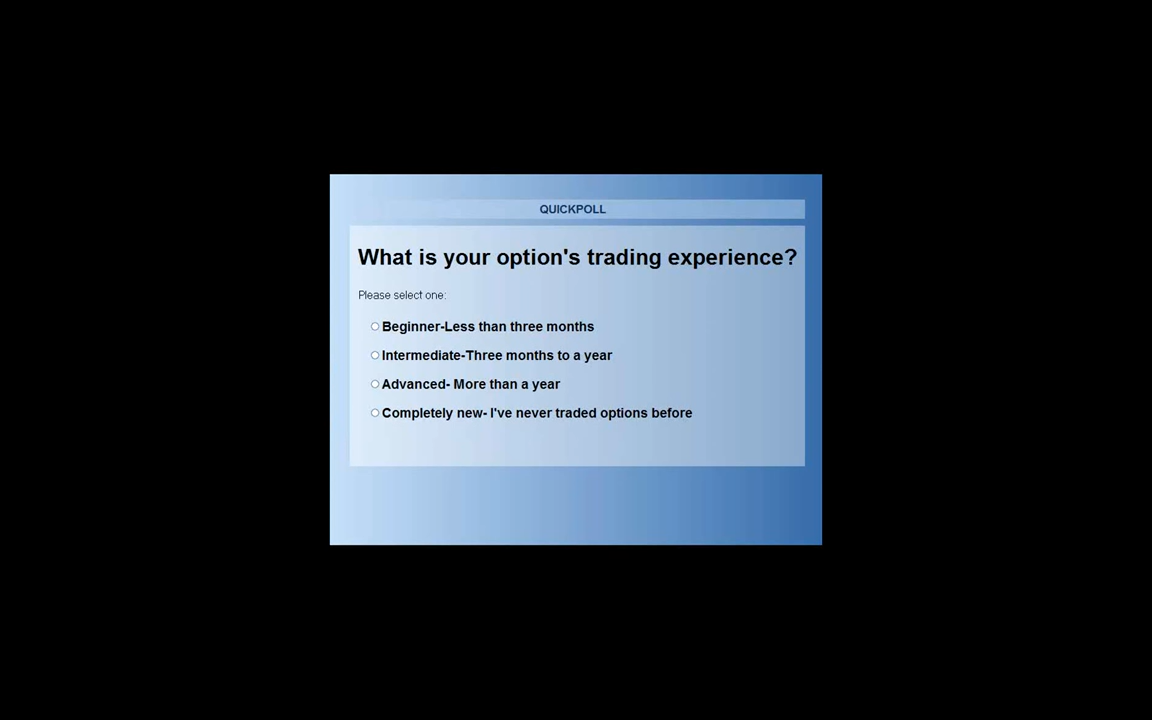 QUICKPOLL
What is your option's trading experience?
Please select one:
Beginner-Less than three months
Intermediate-Three months to a year
Advanced- More than a year
Completely new- I've never traded options before